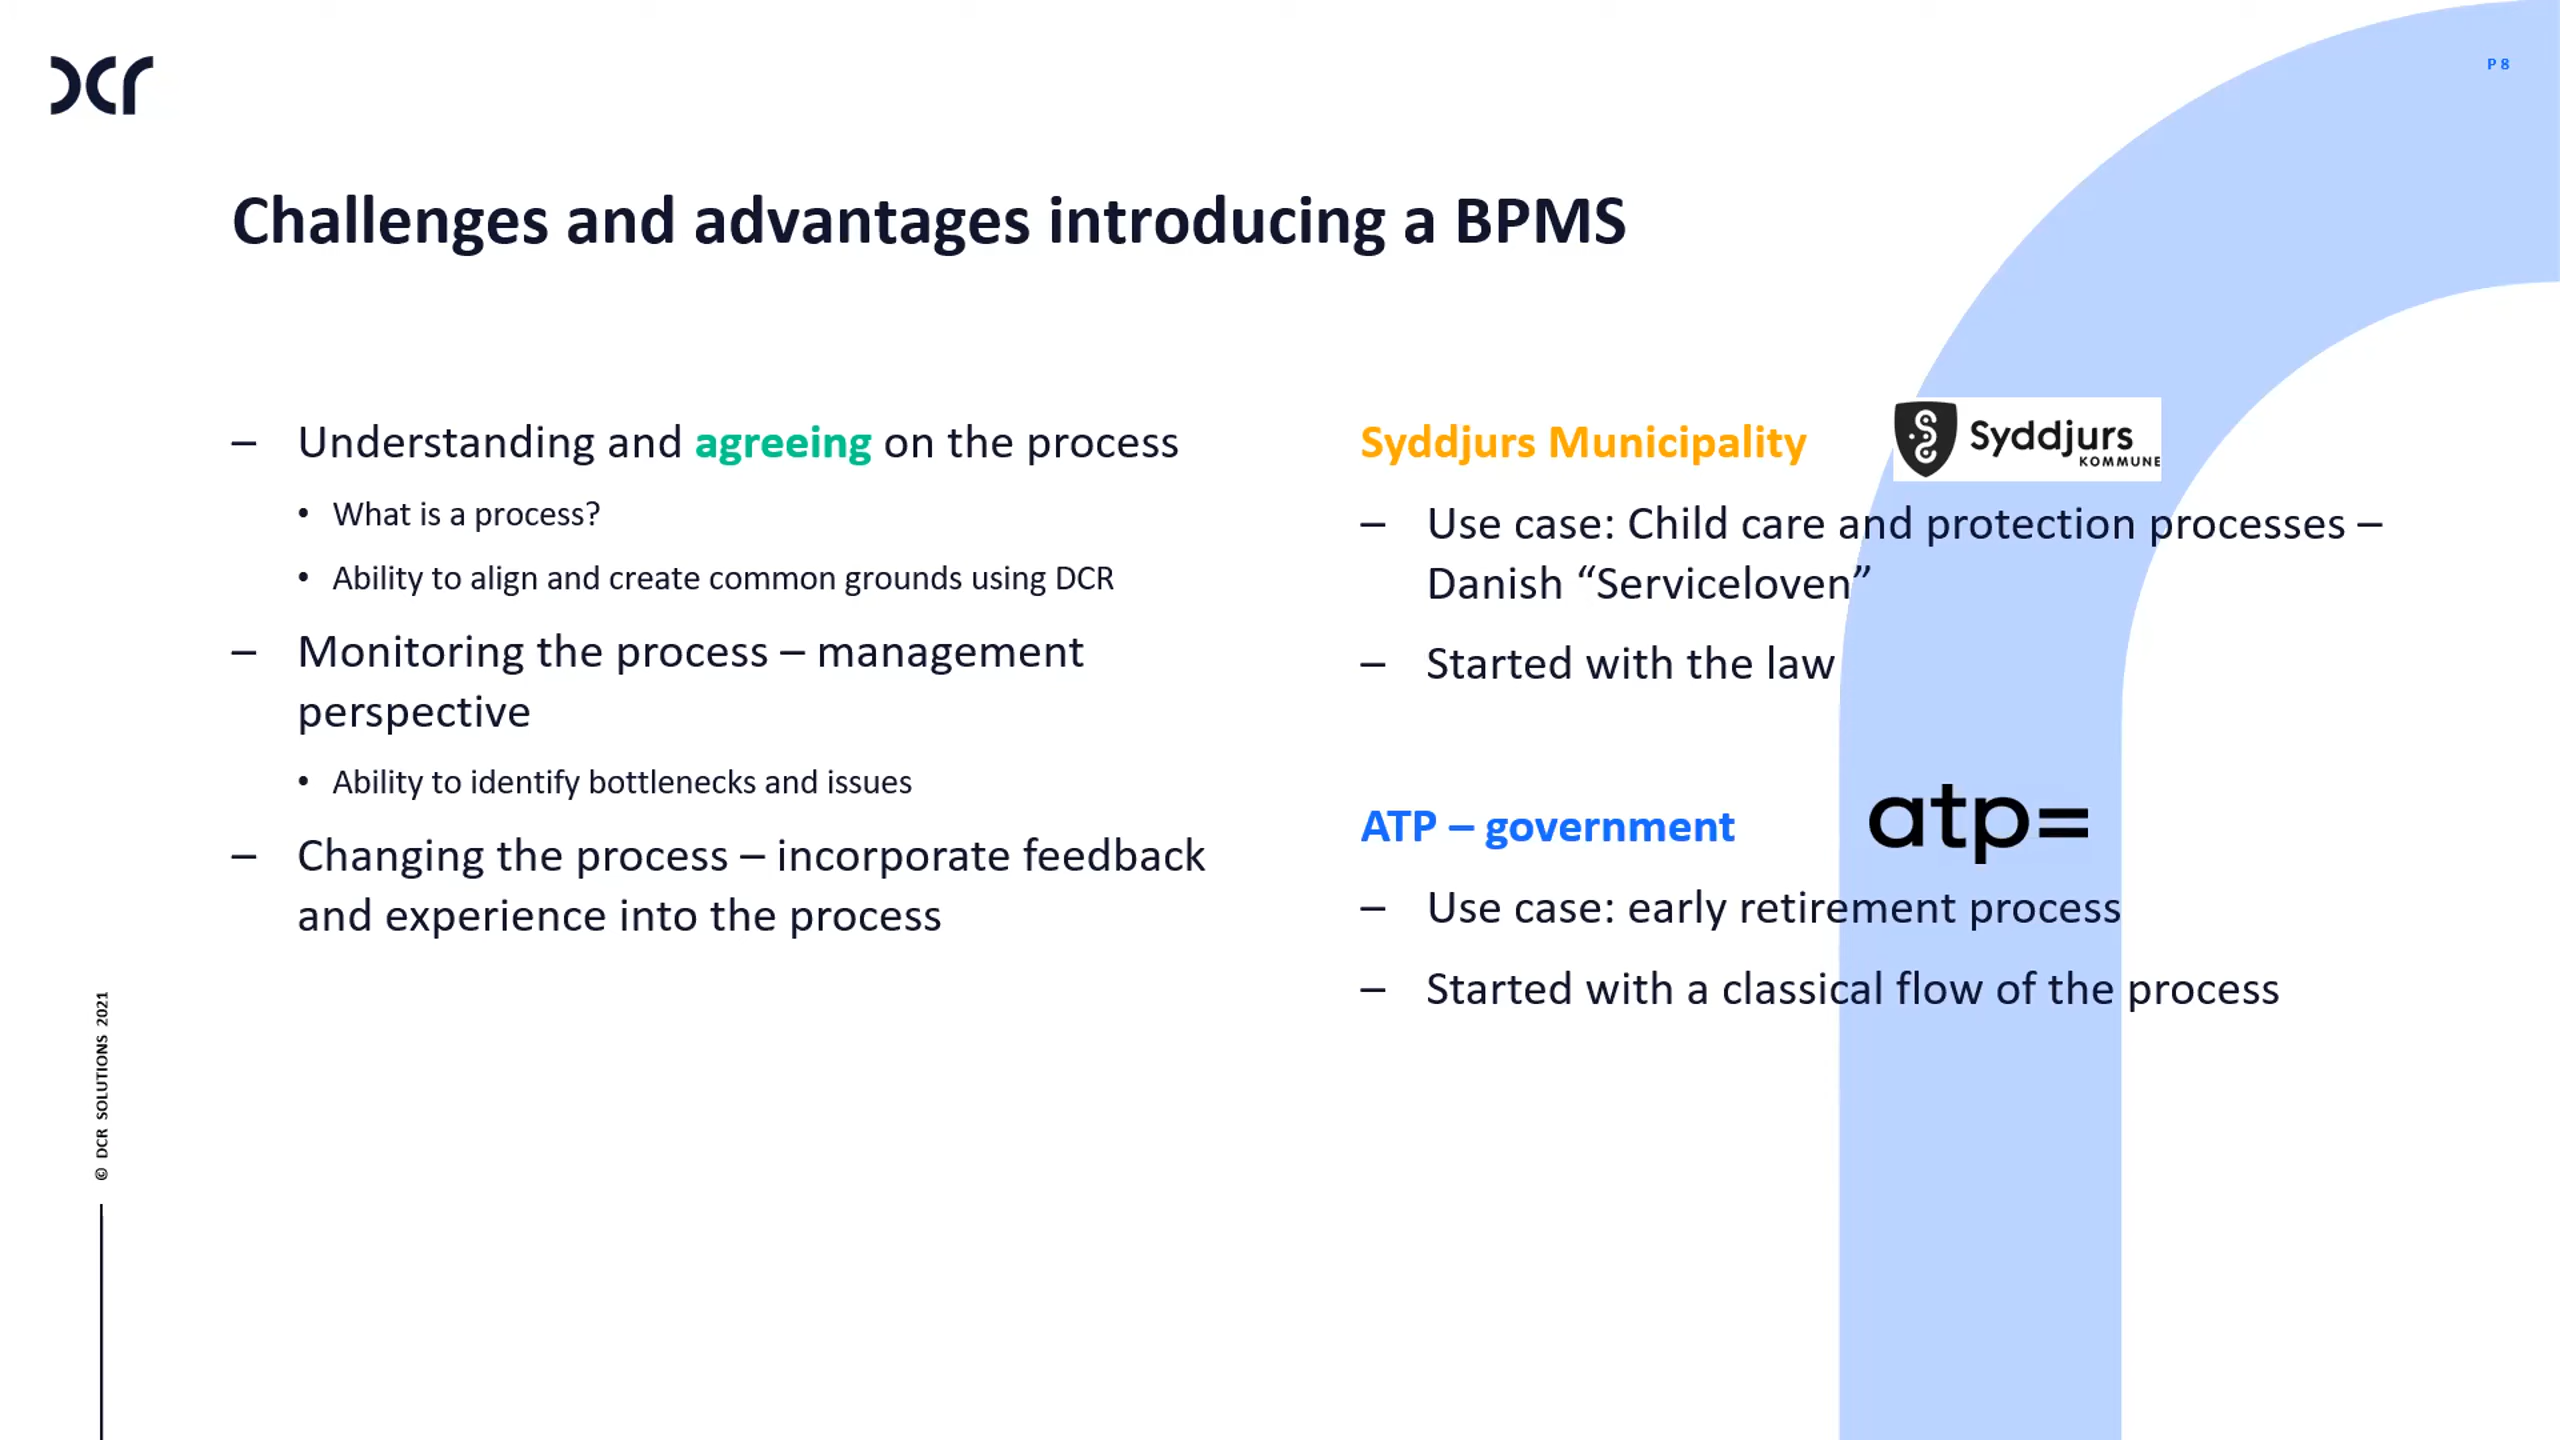 DCR
P 8
Challenges and advantages introducing a BPMS
– Understanding and agreeing on the process
• What is a process?
• Ability to align and create common grounds using DCR
– Monitoring the process – management
perspective
• Ability to identify bottlenecks and issues
– Changing the process – incorporate feedback
and experience into the process
Syddjurs Municipality
Syddjurs
KOMMUNE
– Use case: Child care and protection processes –
Danish “Serviceloven”
– Started with the law
ATP – government
atp=
– Use case: early retirement process
– Started with a classical flow of the process
© DCR SOLUTIONS 2021